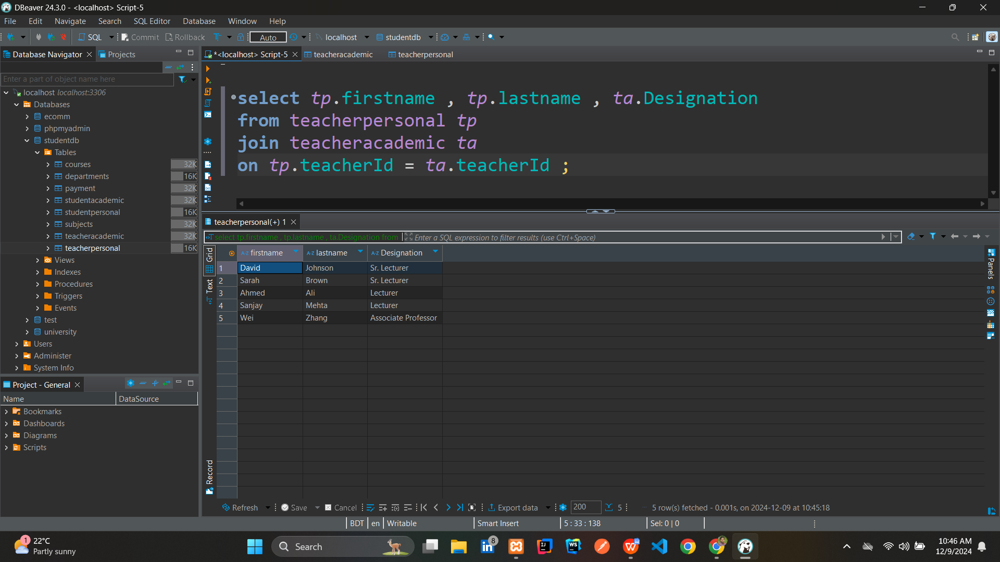 DBeaver 24.3.0 - <localhost> Script-5
File Edit Navigate Search SQL Editor Database Window Help
SQL Commit Rollback Auto localhost studentdb
Database Navigator Projects
*<localhost> Script-5 teacheracademic teacherpersonal
Enter a part of object name here
localhost localhost:3306
Databases
ecomm
phpmyadmin
studentdb
Tables
courses 32K
departments 16K
payment 32K
studentacademic 32K
studentpersonal 16K
subjects 32K
teacheracademic 32K
teacherpersonal 16K
Views
Indexes
Procedures
Triggers
Events
test
university
Users
Administer
System Info
Project - General
Name DataSource
Bookmarks
Dashboards
Diagrams
Scripts
select tp.firstname , tp.lastname , ta.Designation
from teacherpersonal tp
join teacheracademic ta
on tp.teacherId = ta.teacherId ;
teacherpersonal(+) 1
select tp.firstname , tp.lastname , ta.Designation from Enter a SQL expression to filter results (use Ctrl+Space)
Grid
Text
Record
Panels
A-Z firstname A-Z lastname A-Z Designation
1 David Johnson Sr. Lecturer
2 Sarah Brown Sr. Lecturer
3 Ahmed Ali Lecturer
4 Sanjay Mehta Lecturer
5 Wei Zhang Associate Professor
Refresh Save Cancel Export data 200 5 5 row(s) fetched - 0.001s, on 2024-12-09 at 10:45:18
BDT en Writable Smart Insert 5 : 33 : 138 Sel: 0 | 0
1
22°C
Partly sunny
Search
8
10:46 AM
12/9/2024